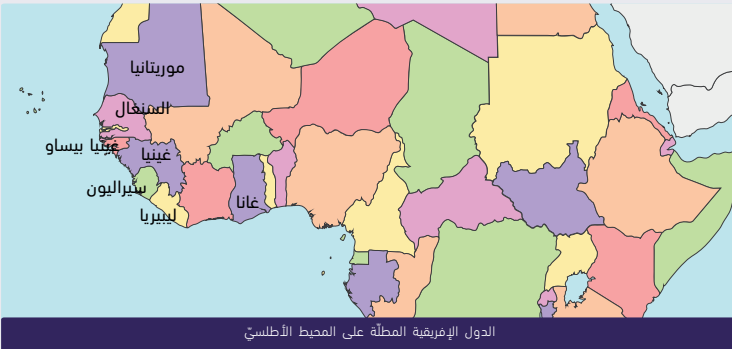 موريتانيا
السنغال
غينيا بيساو
غينيا
سيراليون
غانا
ليبيريا
الدول الإفريقية المطلّة على المحيط الأطلسيّ